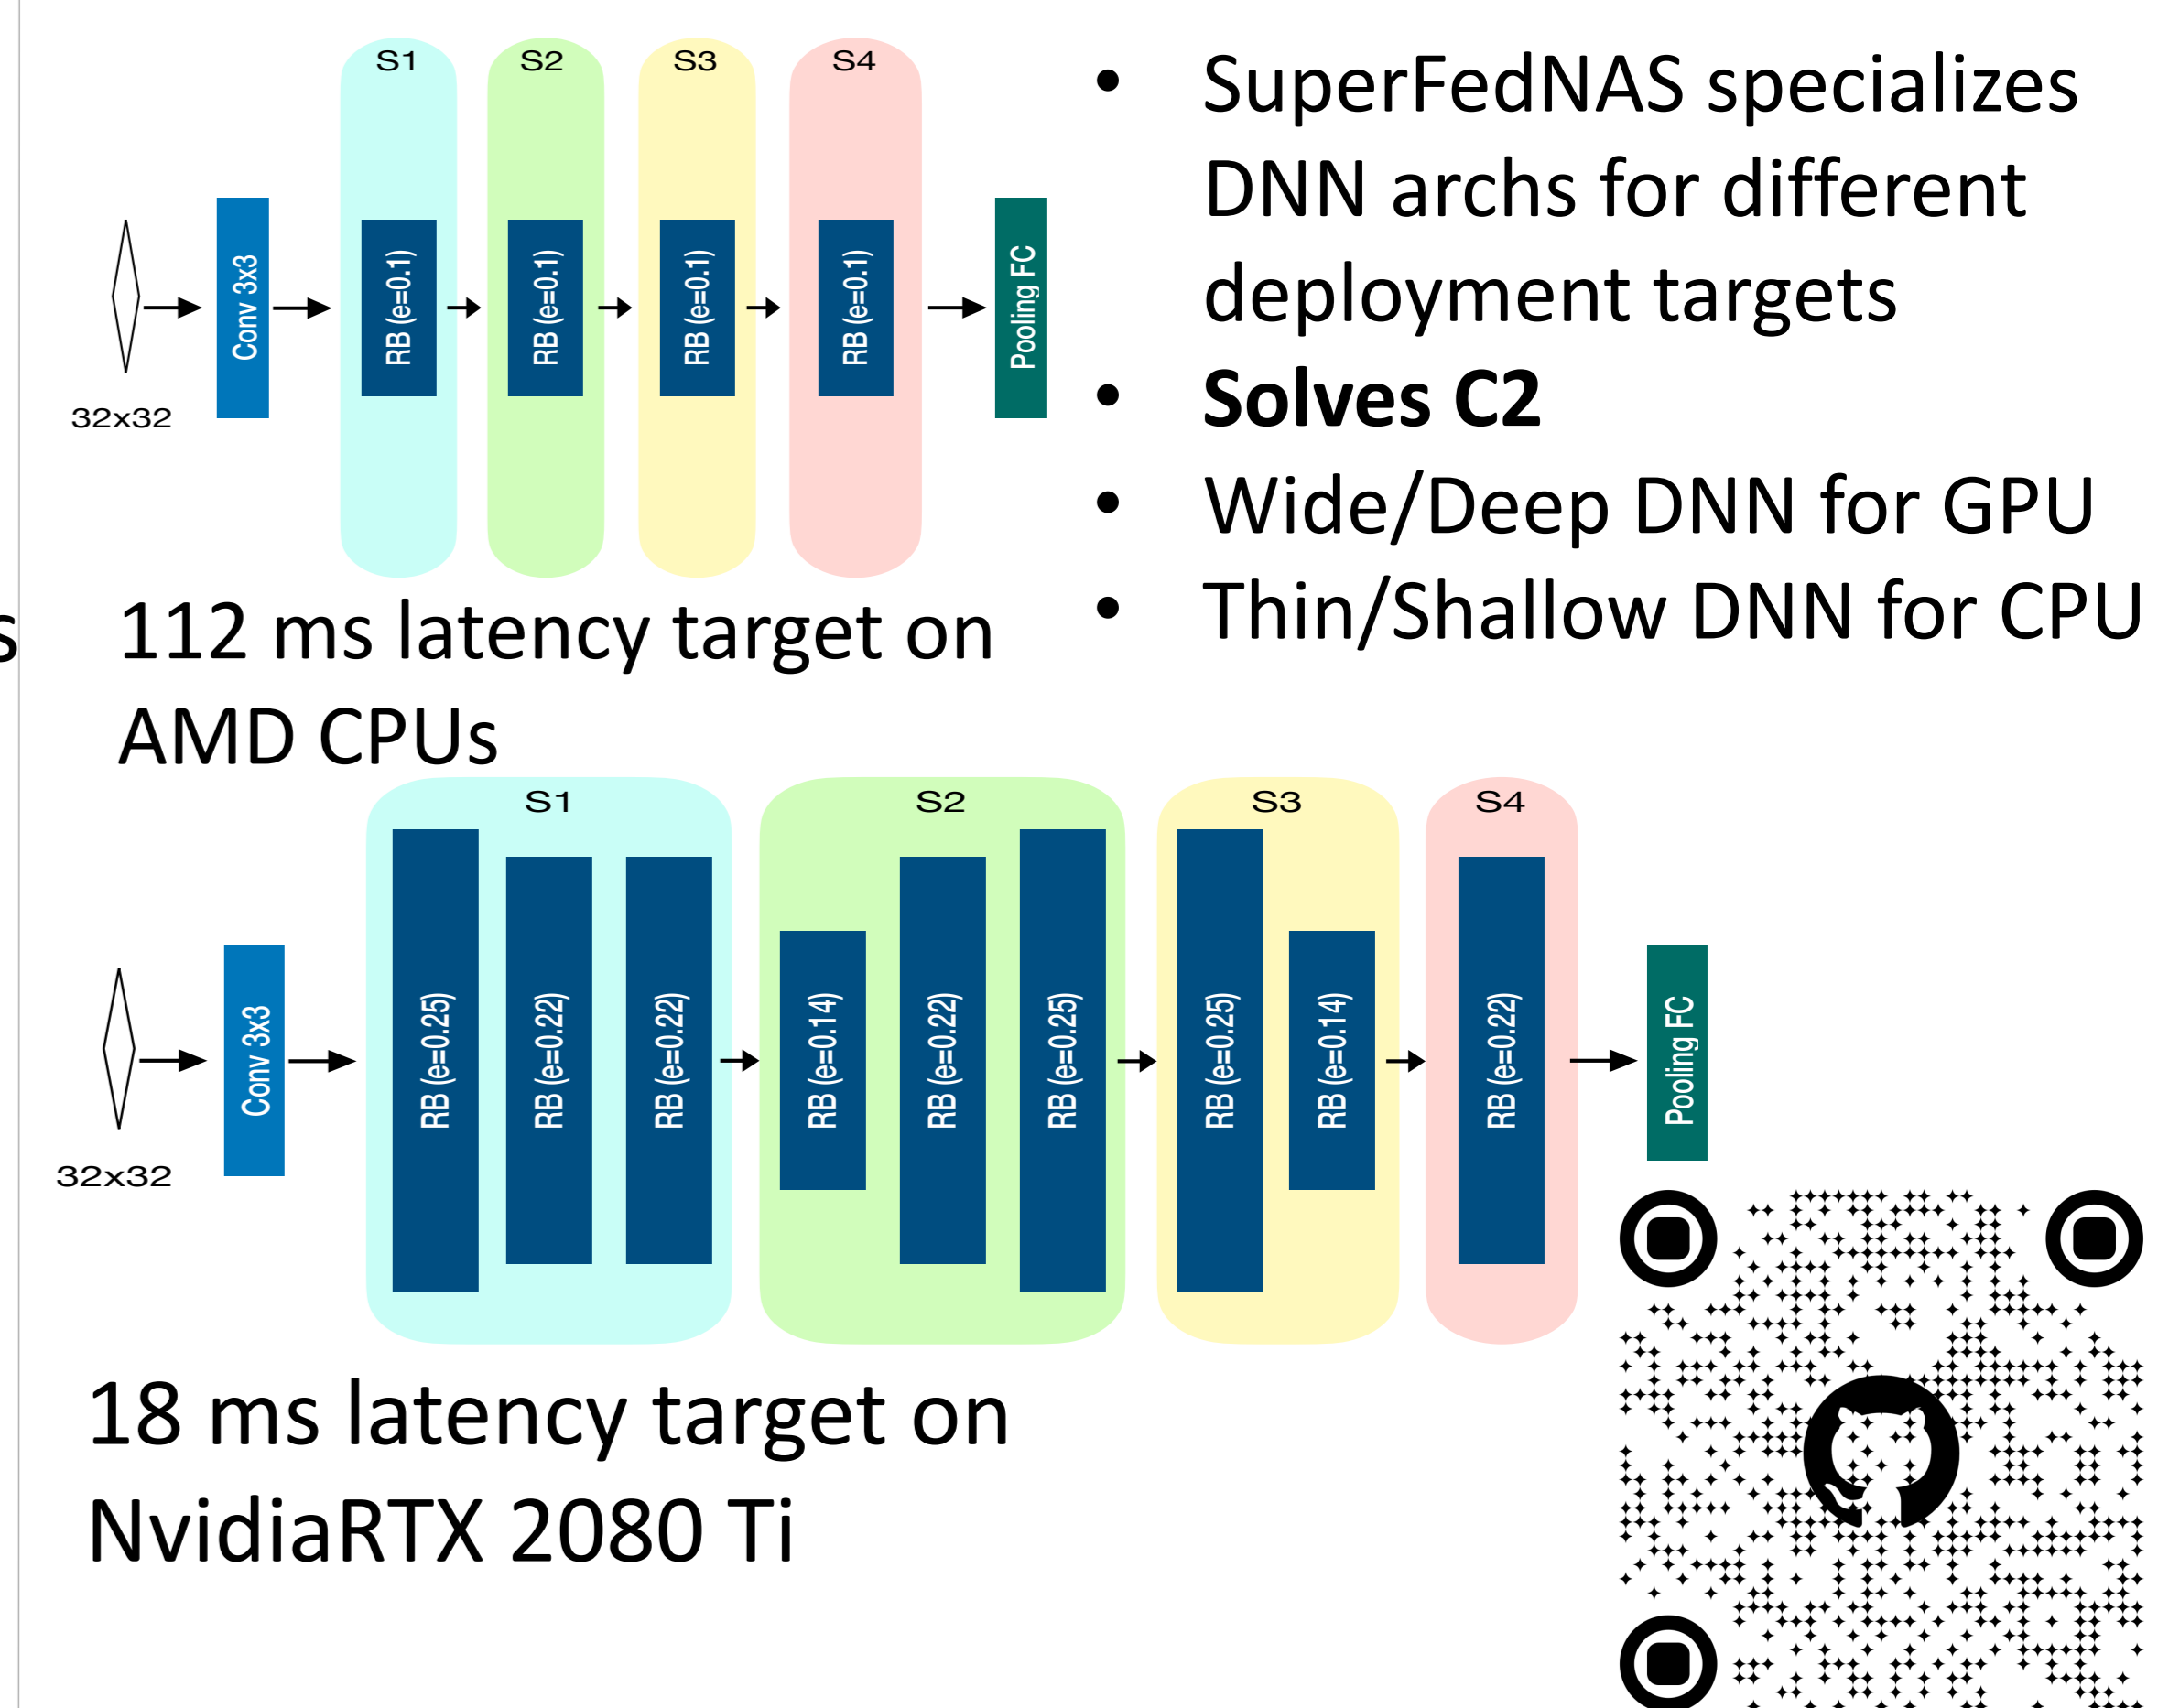 S1
S2
S3
S4
32x32
Conv 3x3
RB (e=0.1)
RB (e=0.1)
RB (e=0.1)
RB (e=0.1)
Pooling FC
s
112 ms latency target on
AMD CPUs
• SuperFedNAS specializes
DNN archs for different
deployment targets
• Solves C2
• Wide/Deep DNN for GPU
• Thin/Shallow DNN for CPU
S1
S2
S3
S4
32x32
Conv 3x3
RB (e=0.25)
RB (e=0.22)
RB (e=0.22)
RB (e=0.14)
RB (e=0.22)
RB (e=0.25)
RB (e=0.25)
RB (e=0.14)
RB (e=0.22)
Pooling FC
18 ms latency target on
NvidiaRTX 2080 Ti